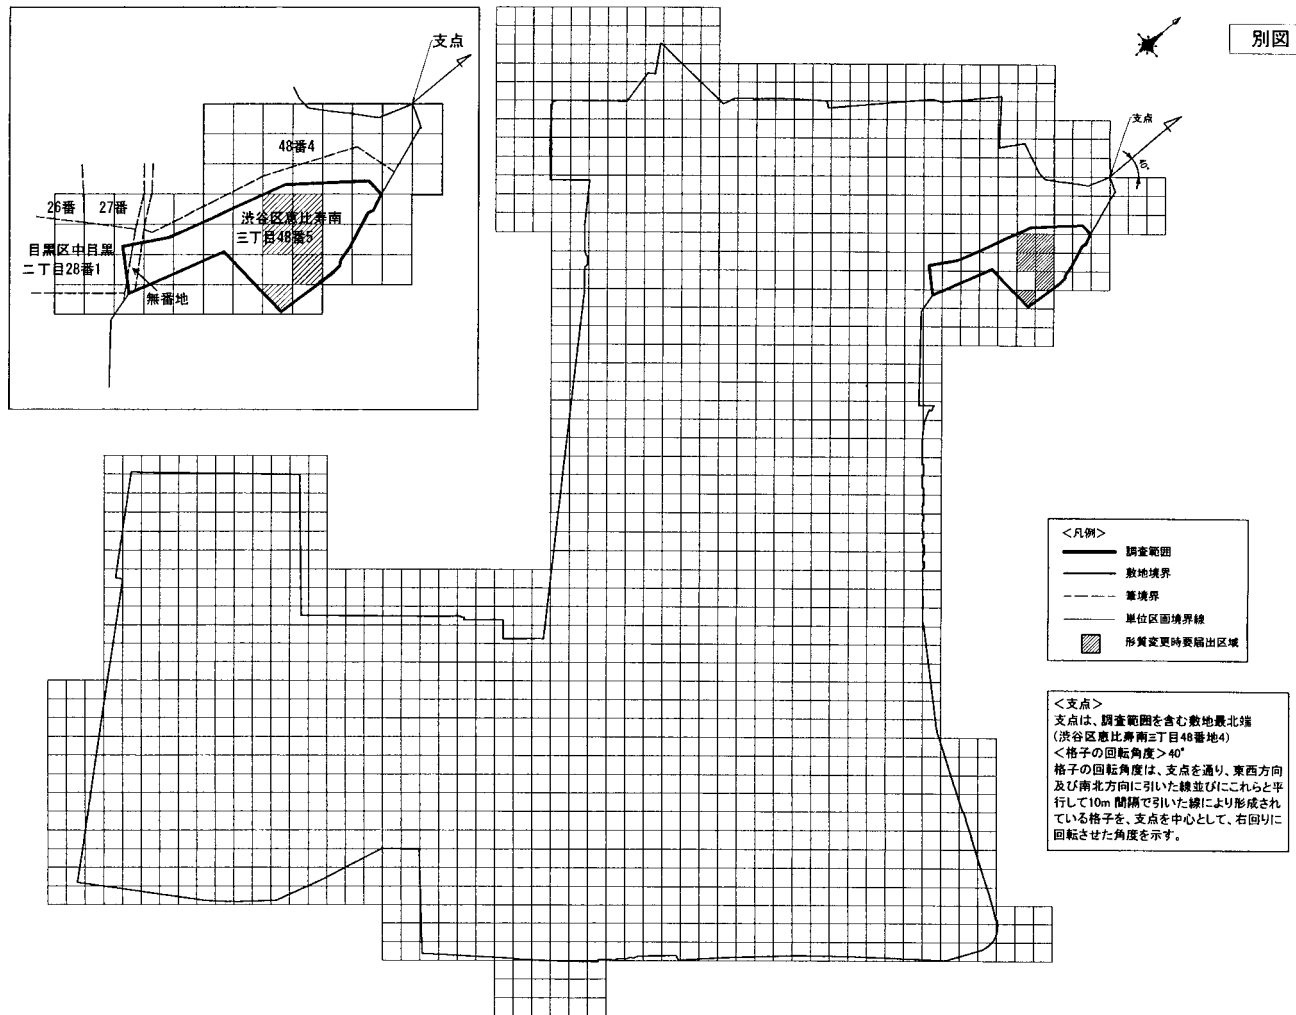 別図
支点
48番4
26番
27番
渋谷区恵比寿南
三丁目48番5
目黒区中目黒
二丁目28番1
無番地
支点
40°
<凡例>
調査範囲
敷地境界
筆境界
単位区画境界線
形質変更時要届出区域
<支点>
支点は、調査範囲を含む敷地最北端
(渋谷区恵比寿南三丁目48番地4)
<格子の回転角度>40°
格子の回転角度は、支点を通り、東西方向
及び南北方向に引いた線並びにこれらと平
行して10m間隔で引いた線により形成され
ている格子を、支点を中心として、右回りに
回転させた角度を示す。